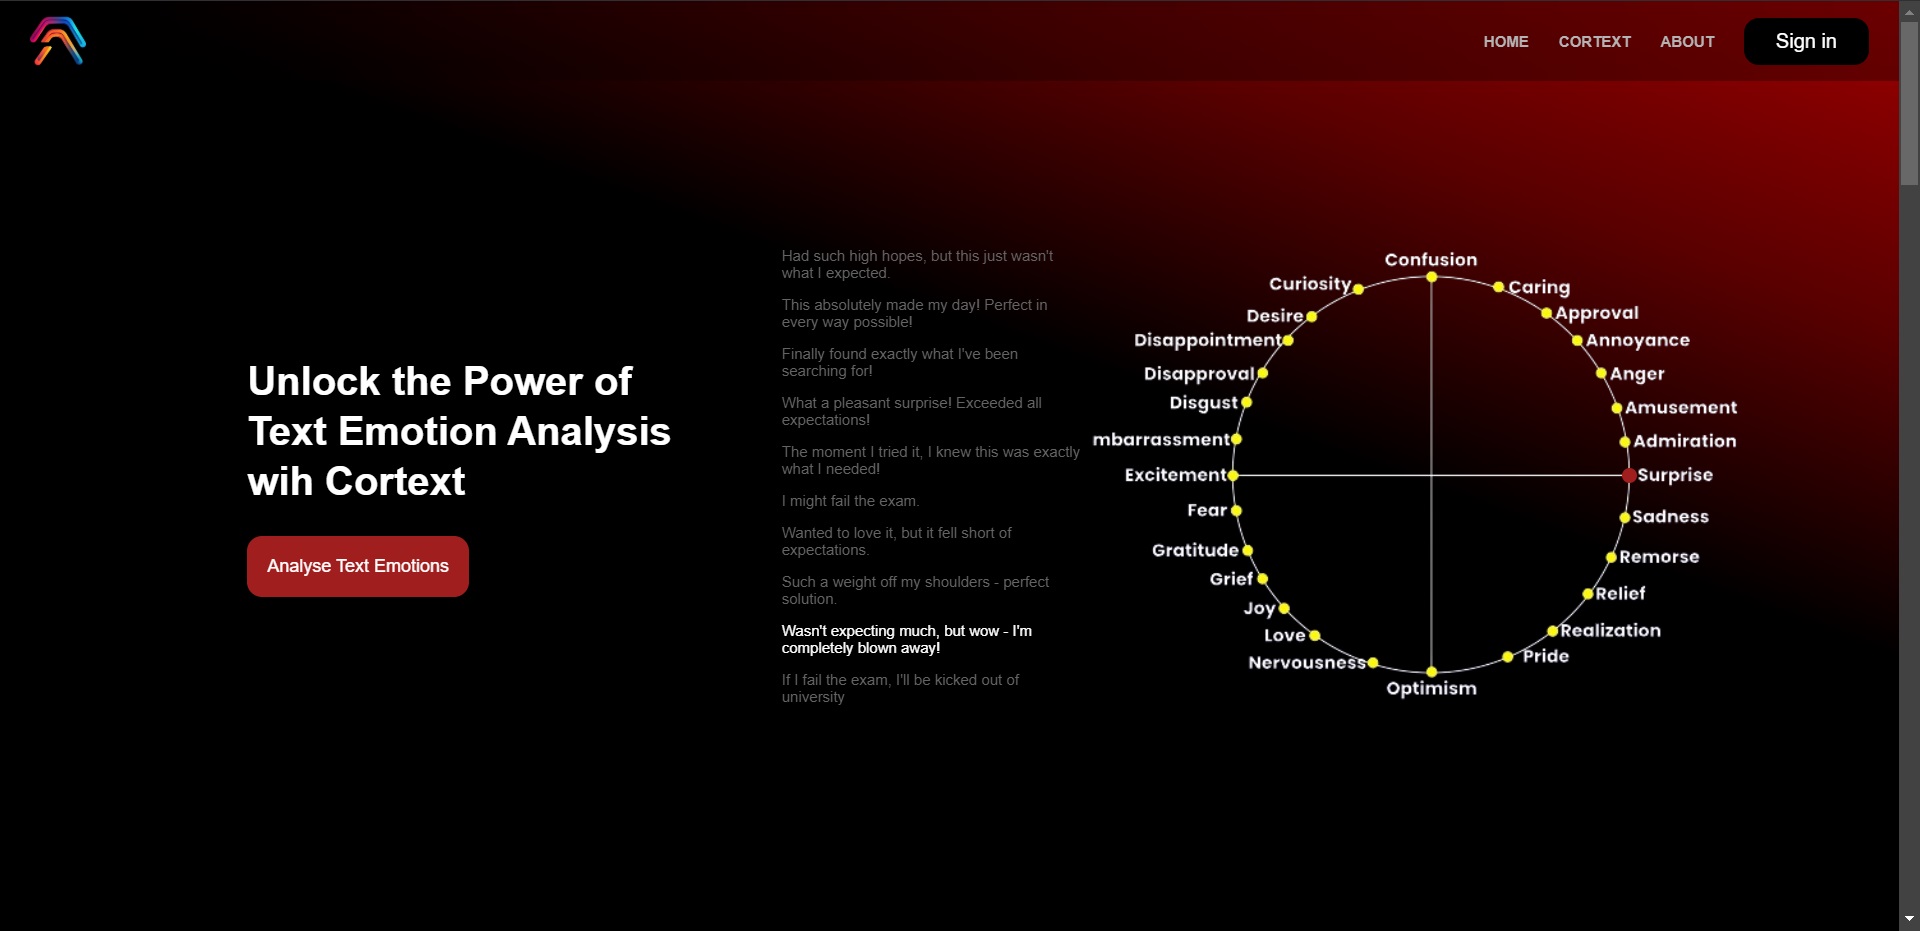 HOME
CORTEXT
ABOUT
Sign in
Unlock the Power of
Text Emotion Analysis
wih Cortext
Analyse Text Emotions
Had such high hopes, but this just wasn't
what I expected.
This absolutely made my day! Perfect in
every way possible!
Finally found exactly what I've been
searching for!
What a pleasant surprise! Exceeded all
expectations!
The moment I tried it, I knew this was exactly
what I needed!
I might fail the exam.
Wanted to love it, but it fell short of
expectations.
Such a weight off my shoulders - perfect
solution.
Wasn't expecting much, but wow - I'm
completely blown away!
If I fail the exam, I'll be kicked out of
university
Confusion
Caring
Approval
Annoyance
Anger
Amusement
Admiration
Surprise
Sadness
Remorse
Relief
Realization
Pride
Optimism
Nervousness
Love
Joy
Grief
Gratitude
Fear
Excitement
mbarrassment
Disgust
Disapproval
Disappointment
Desire
Curiosity